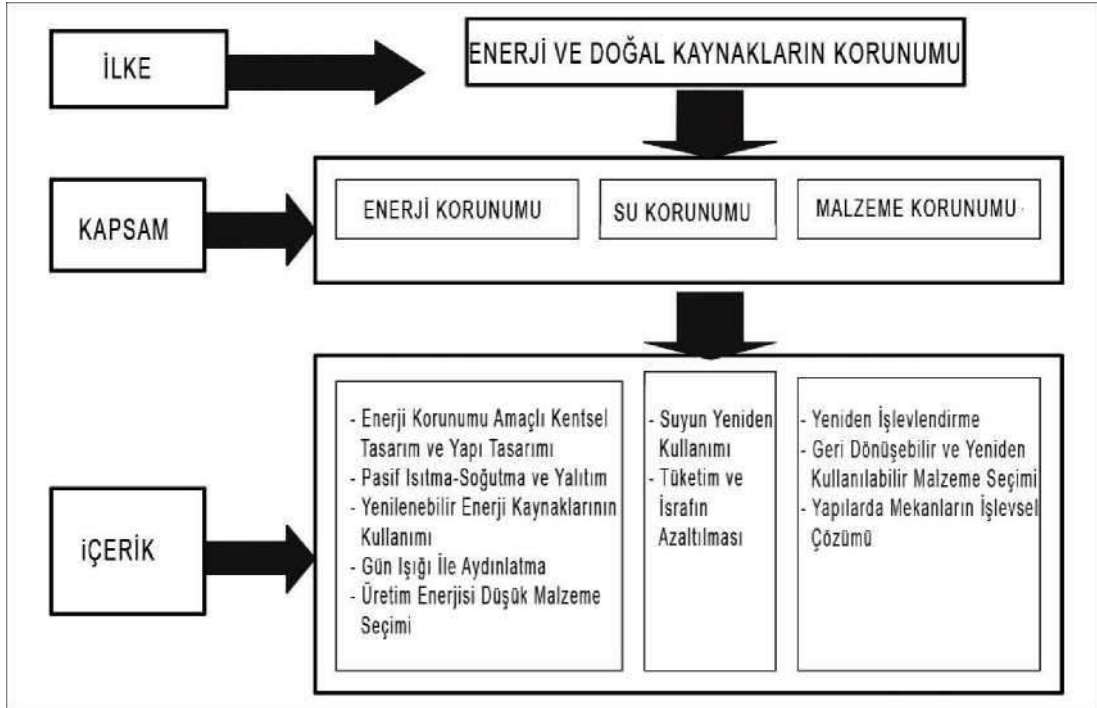 İLKE
ENERJİ VE DOĞAL KAYNAKLARIN KORUNUMU
KAPSAM
ENERJİ KORUNUMU
SU KORUNUMU
MALZEME KORUNUMU
İÇERİK
- Enerji Korunumu Amaçlı Kentsel
Tasarım ve Yapı Tasarımı
- Pasif Isıtma-Soğutma ve Yalıtım
- Yenilenebilir Enerji Kaynaklarının
Kullanımı
- Gün Işığı İle Aydınlatma
- Üretim Enerjisi Düşük Malzeme
Seçimi
- Suyun Yeniden
Kullanımı
- Tüketim ve
İsrafın
Azaltılması
- Yeniden İşlevlendirme
- Geri Dönüşebilir ve Yeniden
Kullanılabilir Malzeme Seçimi
- Yapılarda Mekanların İşlevsel
Çözümü